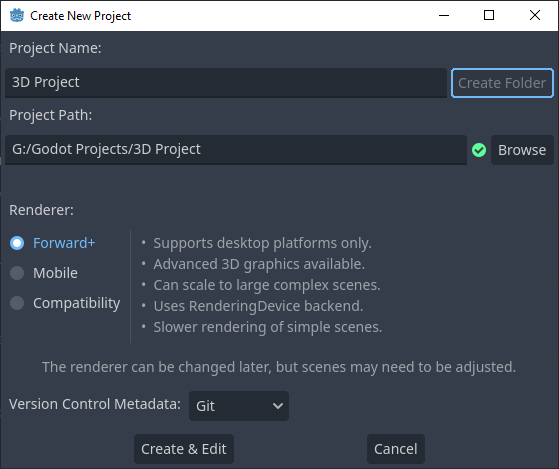 Create New Project
Project Name:
3D Project
Create Folder
Project Path:
G:/Godot Projects/3D Project
Browse
Renderer:
Forward+
Mobile
Compatibility
• Supports desktop platforms only.
• Advanced 3D graphics available.
• Can scale to large complex scenes.
• Uses RenderingDevice backend.
• Slower rendering of simple scenes.
The renderer can be changed later, but scenes may need to be adjusted.
Version Control Metadata: Git
Create & Edit
Cancel